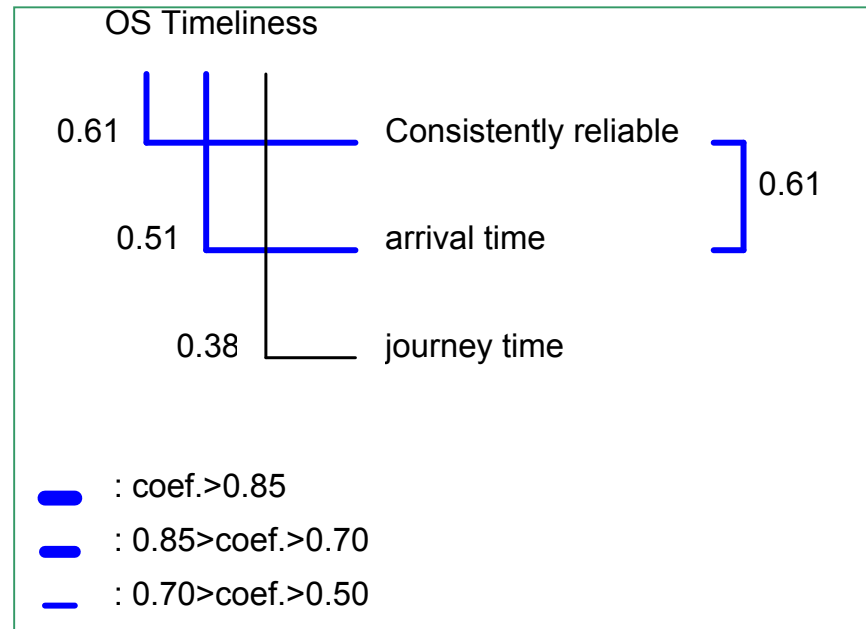 OS Timeliness
0.61 Consistently reliable
0.61
0.51 arrival time
0.38 journey time
: coef.>0.85
: 0.85>coef.>0.70
: 0.70>coef.>0.50